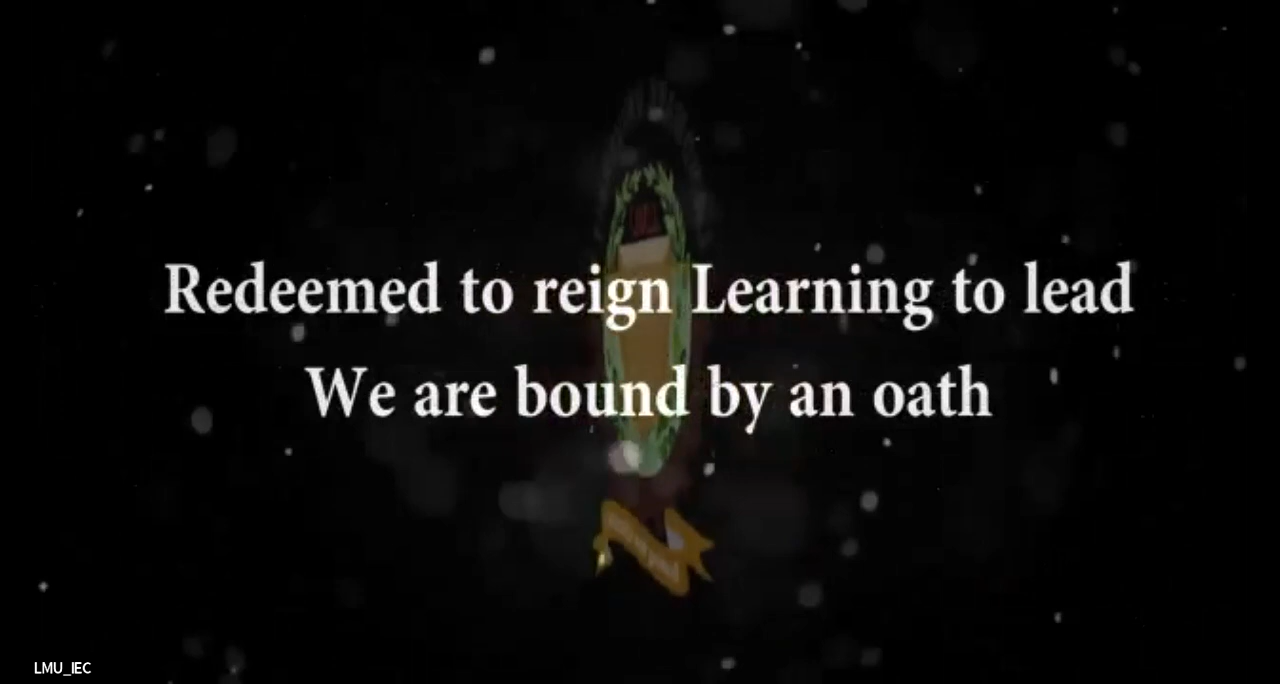 Redeemed to reign Learning to lead
We are bound by an oath
LMU_IEC